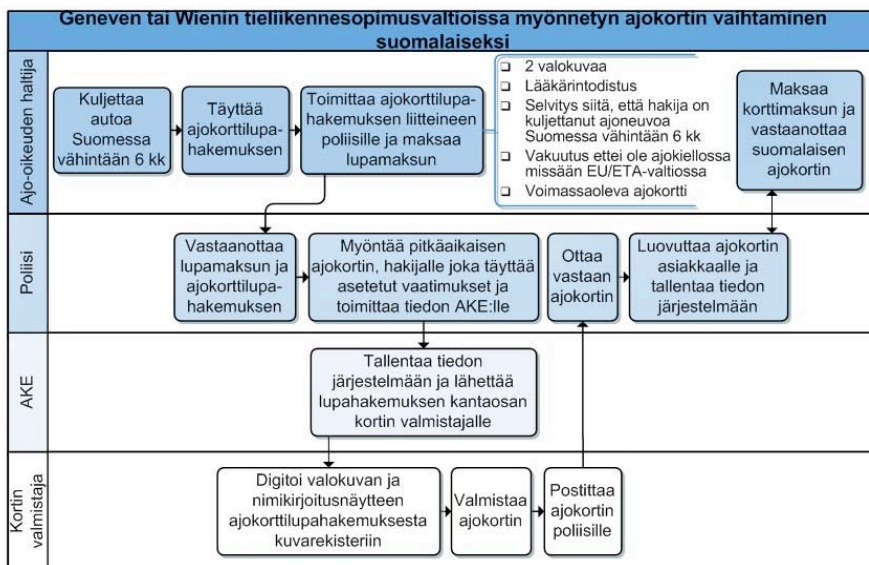 Geneven tai Wienin tieliikennesopimusvaltioissa myönnetyn ajokortin vaihtaminen
suomalaiseksi
Ajo-oikeuden haltija
Kuljettaa
autoa
Suomessa
vähintään 6 kk
Täyttää
ajokorttilupa-
hakemuksen
Toimittaa ajokorttilupa-
hakemuksen liitteineen
poliisille ja maksaa
lupamaksun
2 valokuvaa
Lääkärintodistus
Selvitys siitä, että hakija on
kuljettanut ajoneuvoa
Suomessa vähintään 6 kk
Vakuutus ettei ole ajokiellossa
missään EU/ETA-valtiossa
Voimassaoleva ajokortti
Maksaa
korttimaksun ja
vastaanottaa
suomalaisen
ajokortin
Poliisi
Vastaanottaa
lupamaksun ja
ajokorttilupa-
hakemuksen
Myöntää pitkäaikaisen
ajokortin, hakijalle joka täyttää
asetetut vaatimukset ja
toimittaa tiedon AKE:lle
Ottaa
vastaan
ajokortin
Luovuttaa ajokortin
asiakkaalle ja
tallentaa tiedon
järjestelmään
AKE
Tallentaa tiedon
järjestelmään ja lähettää
lupahakemuksen kantaosan
kortin valmistajalle
Kortin
valmistaja
Digitoi valokuvan ja
nimikirjoitusnäytteen
ajokorttilupahakemuksesta
kuvarekisteriin
Valmistaa
ajokortin
Postittaa
ajokortin
poliisille